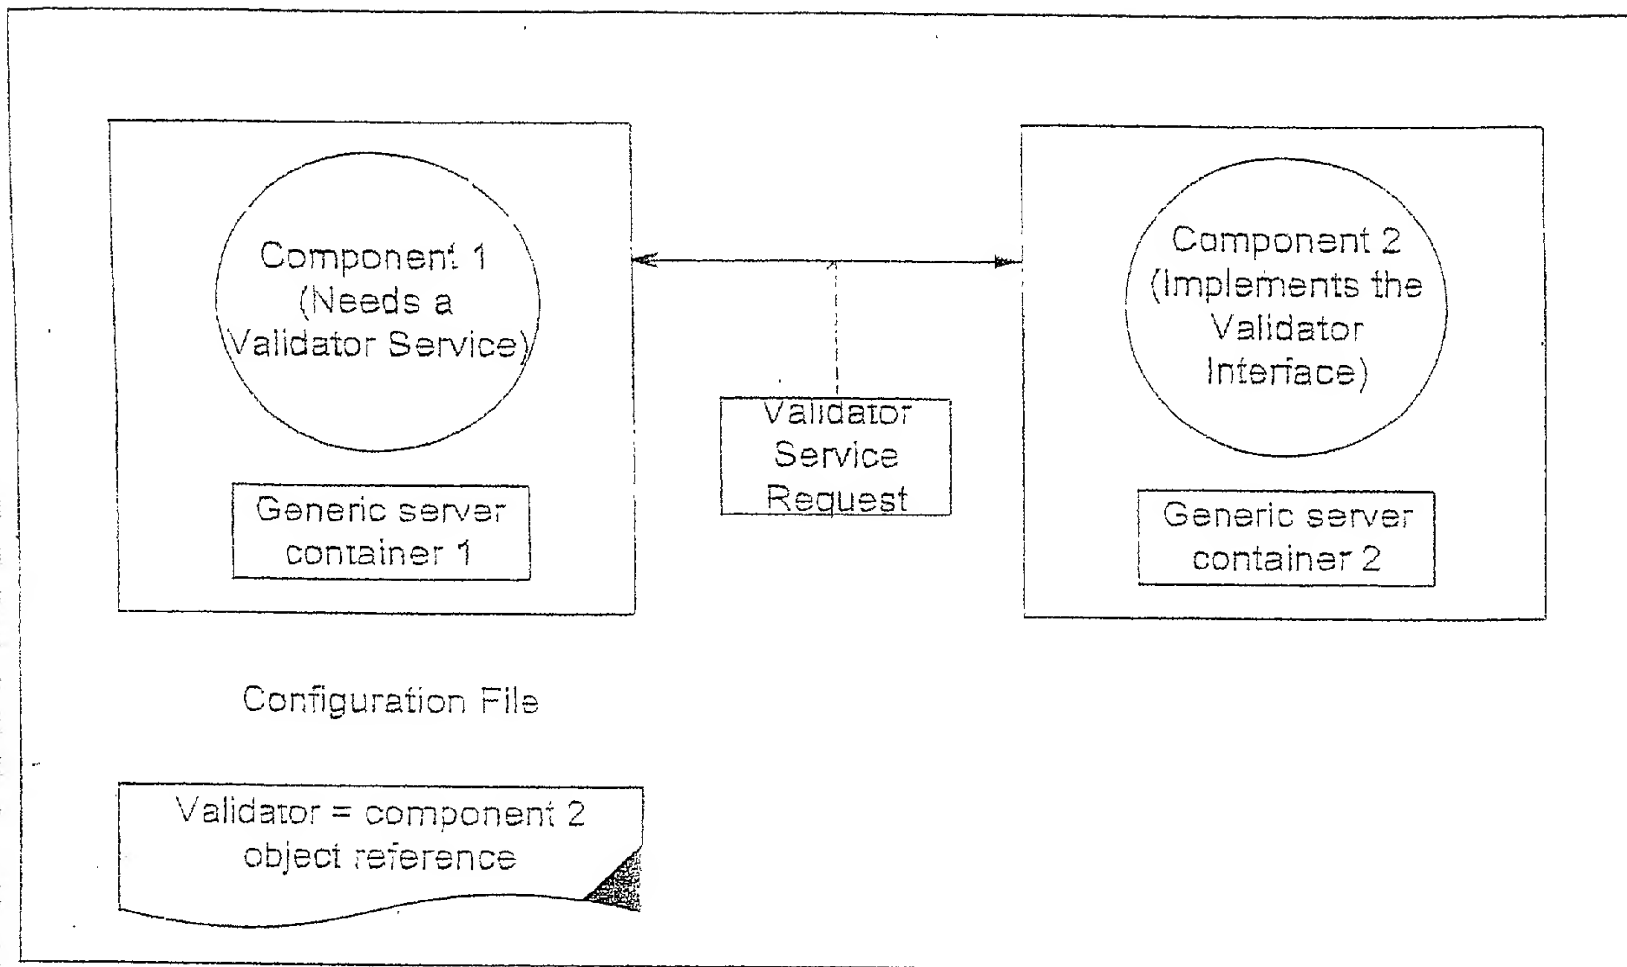 Component 1
(Needs a
Validator Service)
Generic server
container 1
Validator
Service
Request
Component 2
(Implements the
Validator
Interface)
Generic server
container 2
Configuration File
Validator = component 2
object reference